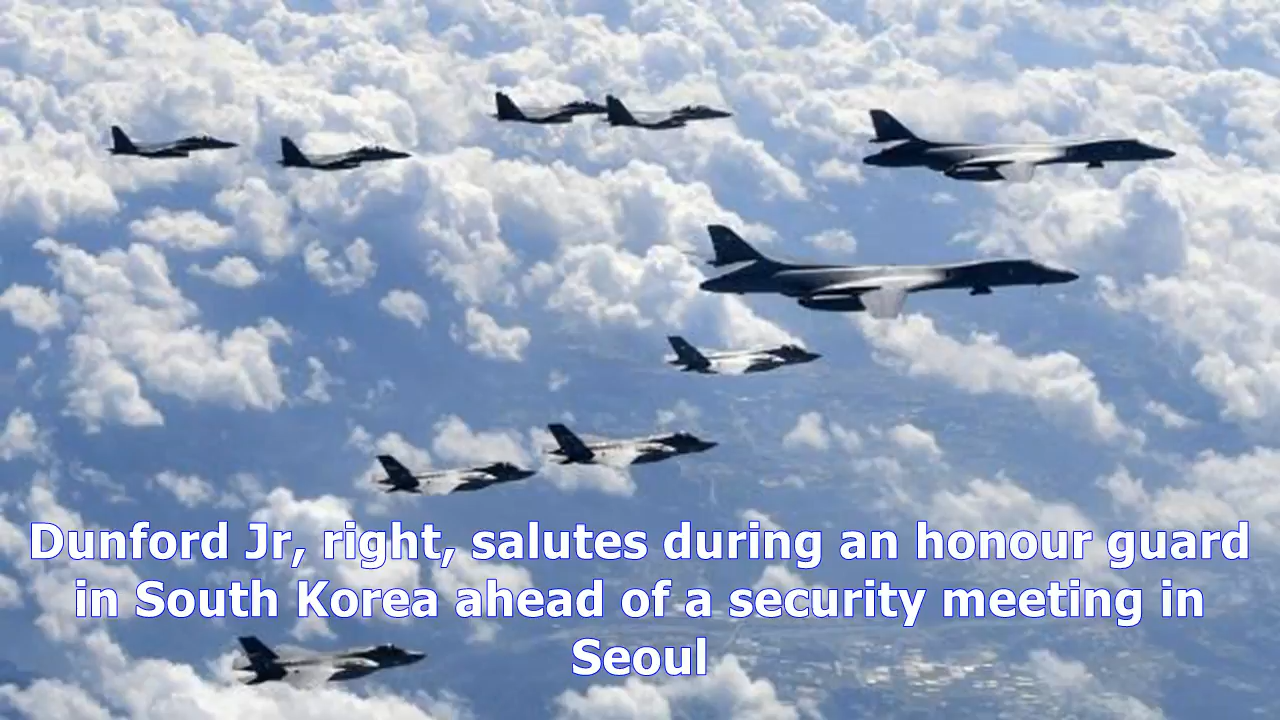 Dunford Jr, right, salutes during an honour guard
in South Korea ahead of a security meeting in
Seoul